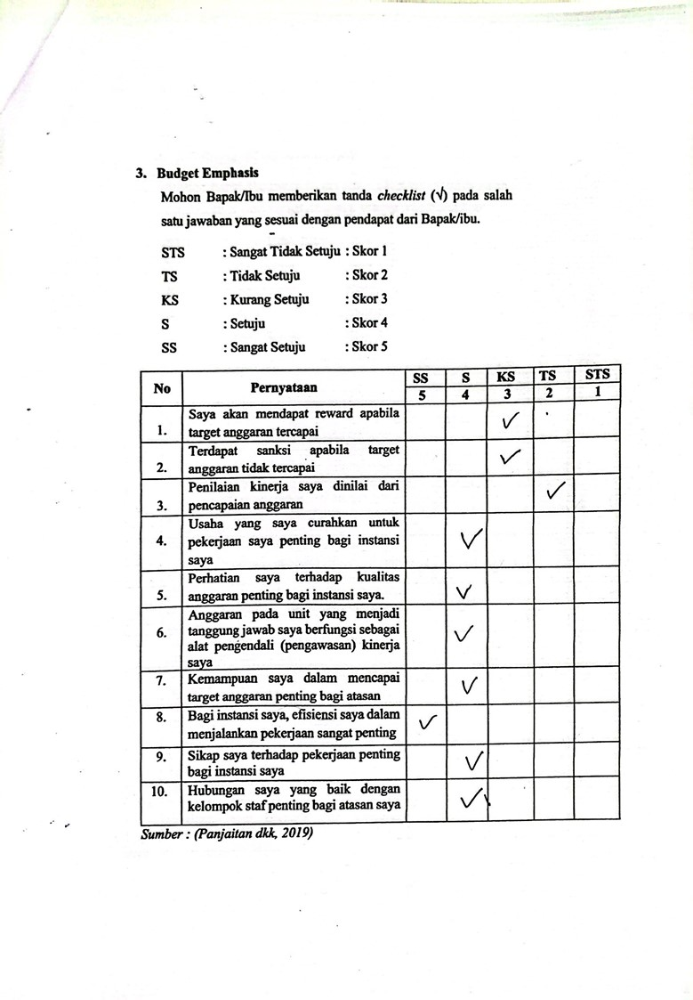 3. Budget Emphasis
Mohon Bapak/Ibu memberikan tanda checklist (√) pada salah
satu jawaban yang sesuai dengan pendapat dari Bapak/ibu.
STS : Sangat Tidak Setuju : Skor 1
TS : Tidak Setuju : Skor 2
KS : Kurang Setuju : Skor 3
S : Setuju : Skor 4
SS : Sangat Setuju : Skor 5
No Pernyataan SS S KS TS STS
5 4 3 2 1
Saya akan mendapat reward apabila
1. target anggaran tercapai ✓
Terdapat sanksi apabila target
2. anggaran tidak tercapai ✓
Penilaian kinerja saya dinilai dari
3. pencapaian anggaran ✓
Usaha yang saya curahkan untuk
4. pekerjaan saya penting bagi instansi ✓
saya
Perhatian saya terhadap kualitas
5. anggaran penting bagi instansi saya. ✓
Anggaran pada unit yang menjadi
6. tanggung jawab saya berfungsi sebagai ✓
alat pengendali (pengawasan) kinerja
saya
7. Kemampuan saya dalam mencapai ✓
target anggaran penting bagi atasan
8. Bagi instansi saya, efisiensi saya dalam ✓
menjalankan pekerjaan sangat penting
9. Sikap saya terhadap pekerjaan penting ✓
bagi instansi saya
10. Hubungan saya yang baik dengan ✓
kelompok staf penting bagi atasan saya
Sumber : (Panjaitan dkk, 2019)